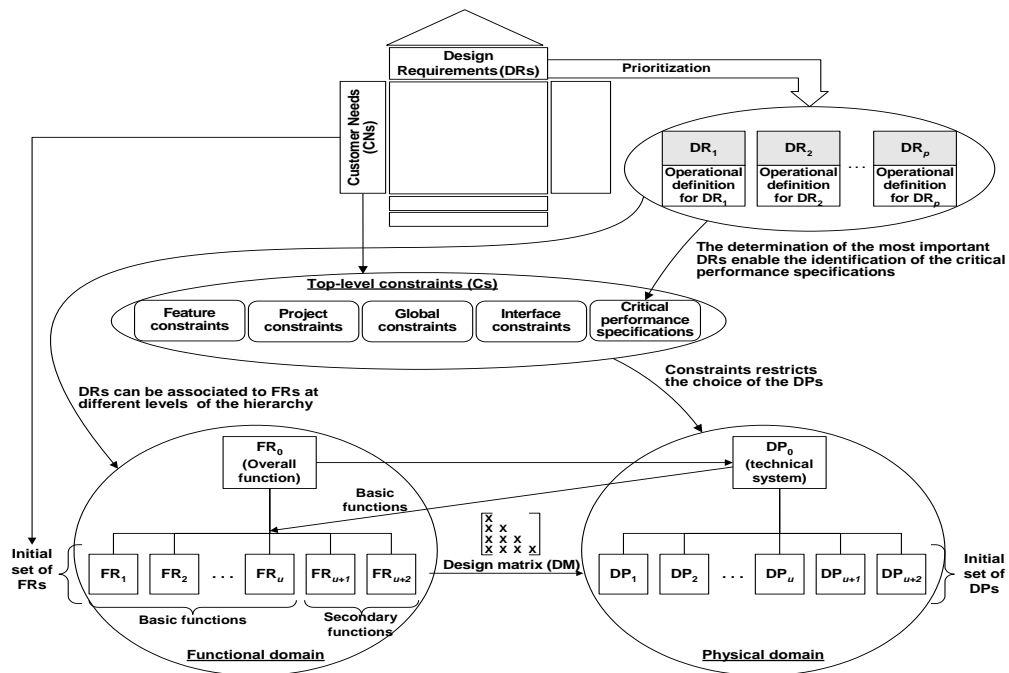 Design
Requirements (DRs)
Prioritization
Customer Needs
(CNs)
DR1
DR2
. . .
DRp
Operational
definition
for DR1
Operational
definition
for DR2
Operational
definition
for DRp
The determination of the most important
DRs enable the identification of the critical
performance specifications
Top-level constraints (Cs)
Feature
constraints
Project
constraints
Global
constraints
Interface
constraints
Critical
performance
specifications
DRs can be associated to FRs at
different levels of the hierarchy
Constraints restricts
the choice of the DPs
FR0
(Overall
function)
DP0
(technical
system)
Basic
functions
x
x x
x x x
x x x x
Design matrix (DM)
Initial
set of
FRs
FR1
FR2
. . .
FRu
FRu+1
FRu+2
DP1
DP2
. . .
DPu
DPu+1
DPu+2
Initial
set of
DPs
Basic functions
Secondary
functions
Functional domain
Physical domain